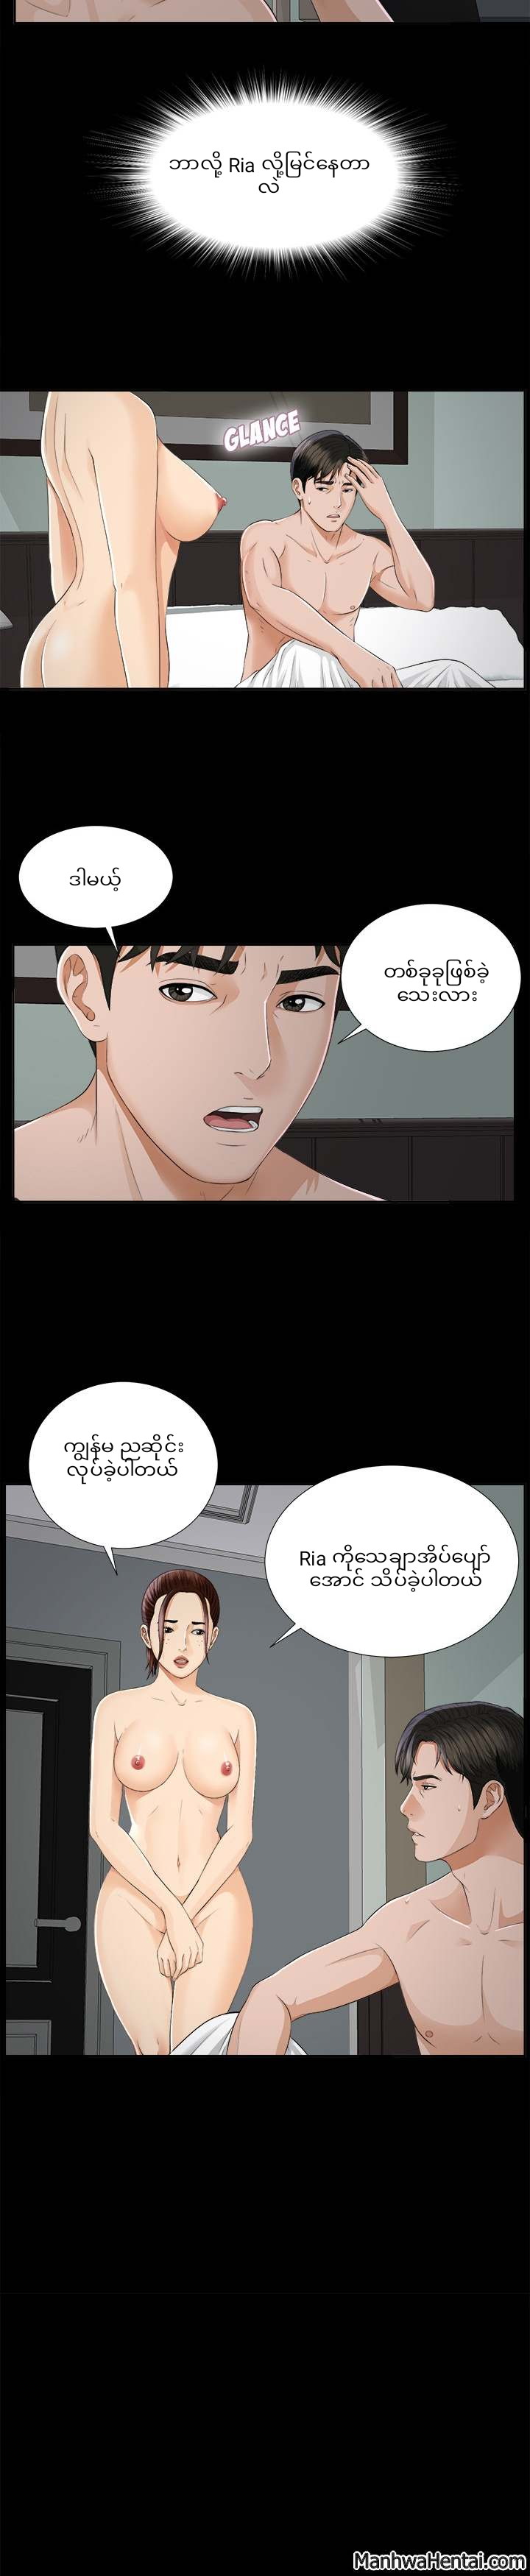 ဘာလို့ Ria လို့မြင်နေတာ
လဲ
GLANCE
ဒါမယ့်
တစ်ခုခုဖြစ်ခဲ့
သေးလား
ကျွန်မ ညဆိုင်း
လုပ်ခဲ့ပါတယ်
Ria ကိုသေချာအိပ်ပျော်
အောင် သိပ်ခဲ့ပါတယ်
ManhwaHentai.com